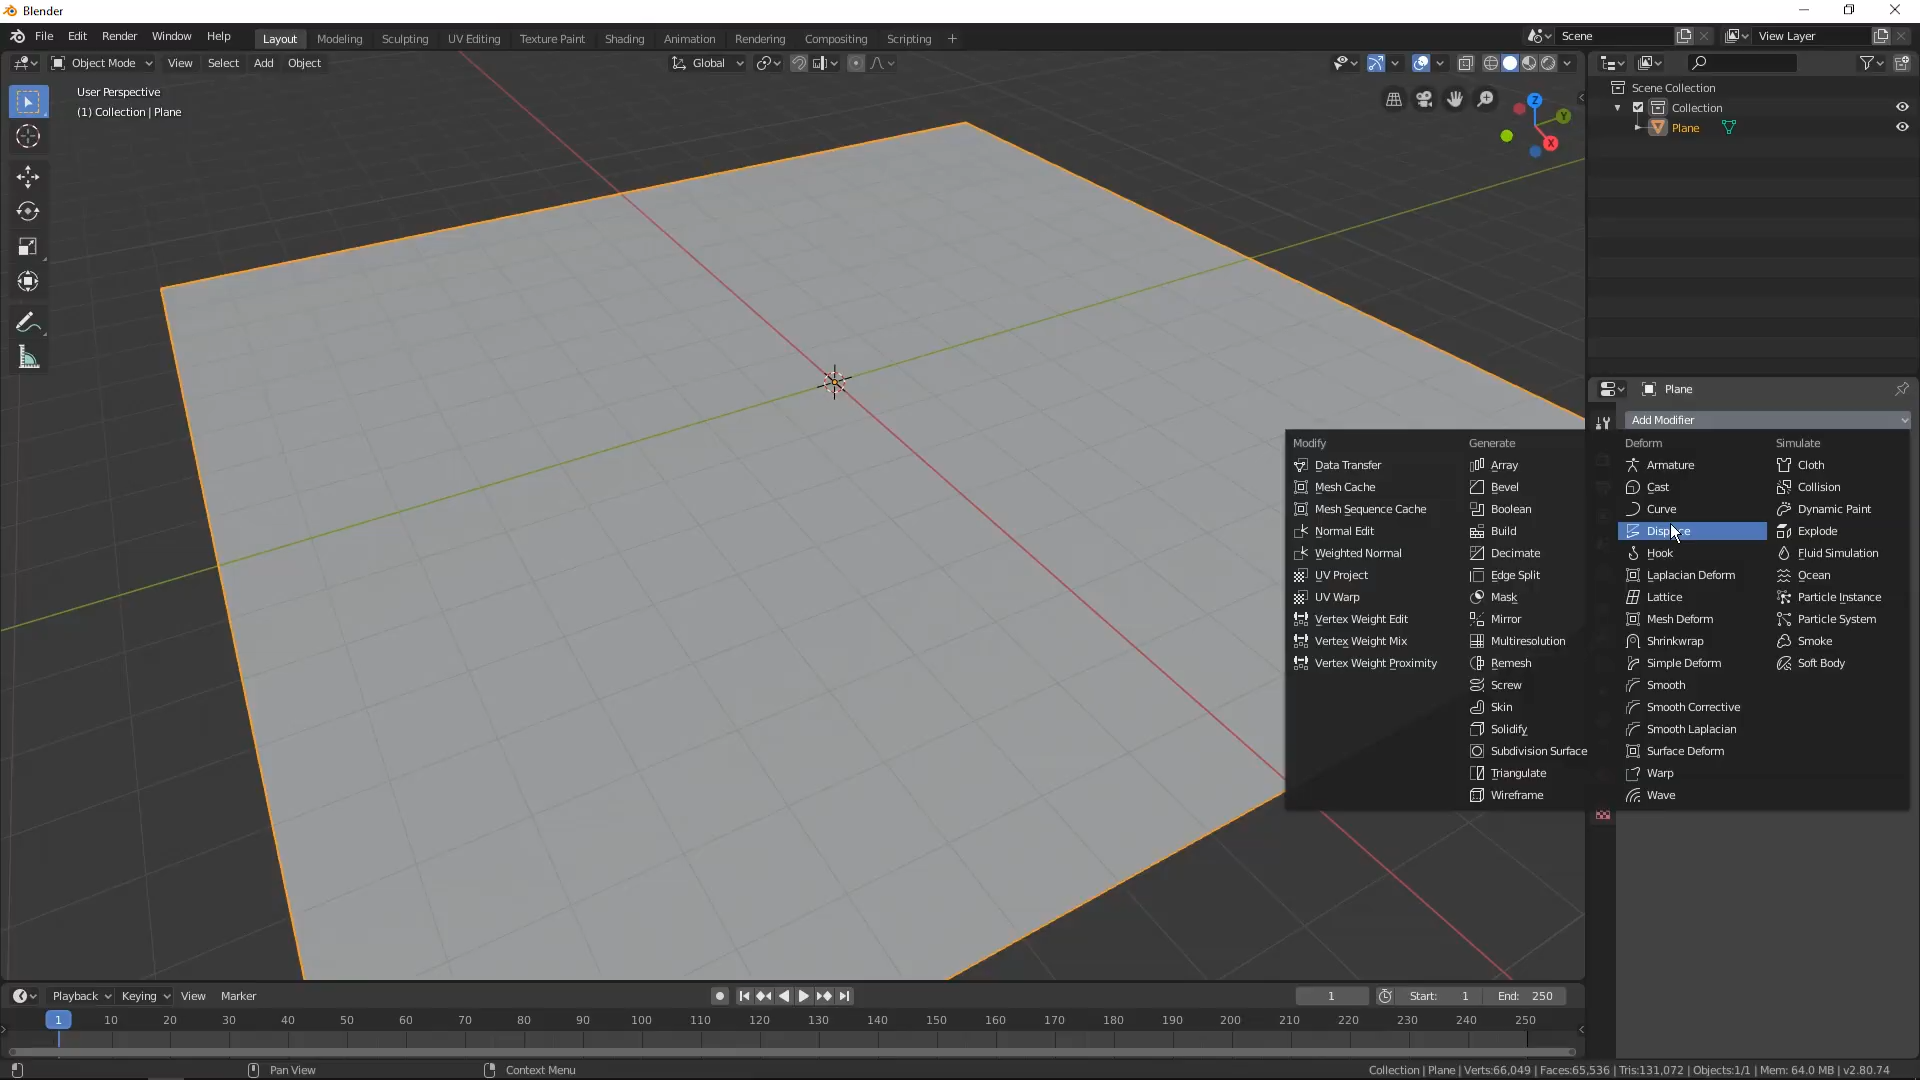 Blender
File Edit Render Window Help
Layout Modeling Sculpting UV Editing Texture Paint Shading Animation Rendering Compositing Scripting +
Scene
View Layer
Object Mode View Select Add Object
Global
User Perspective
(1) Collection | Plane
Z
Y
X
Scene Collection
Collection
Plane
Plane
Add Modifier
Modify
Data Transfer
Mesh Cache
Mesh Sequence Cache
Normal Edit
Weighted Normal
UV Project
UV Warp
Vertex Weight Edit
Vertex Weight Mix
Vertex Weight Proximity
Generate
Array
Bevel
Boolean
Build
Decimate
Edge Split
Mask
Mirror
Multiresolution
Remesh
Screw
Skin
Solidify
Subdivision Surface
Triangulate
Wireframe
Deform
Armature
Cast
Curve
Displace
Hook
Laplacian Deform
Lattice
Mesh Deform
Shrinkwrap
Simple Deform
Smooth
Smooth Corrective
Smooth Laplacian
Surface Deform
Warp
Wave
Simulate
Cloth
Collision
Dynamic Paint
Explode
Fluid Simulation
Ocean
Particle Instance
Particle System
Smoke
Soft Body
Playback Keying View Marker
1 Start: 1 End: 250
1 10 20 30 40 50 60 70 80 90 100 110 120 130 140 150 160 170 180 190 200 210 220 230 240 250
Pan View
Context Menu
Collection | Plane | Verts:66,049 | Faces:65,536 | Tris:131,072 | Objects:1/1 | Mem: 64.0 MB | v2.80.74